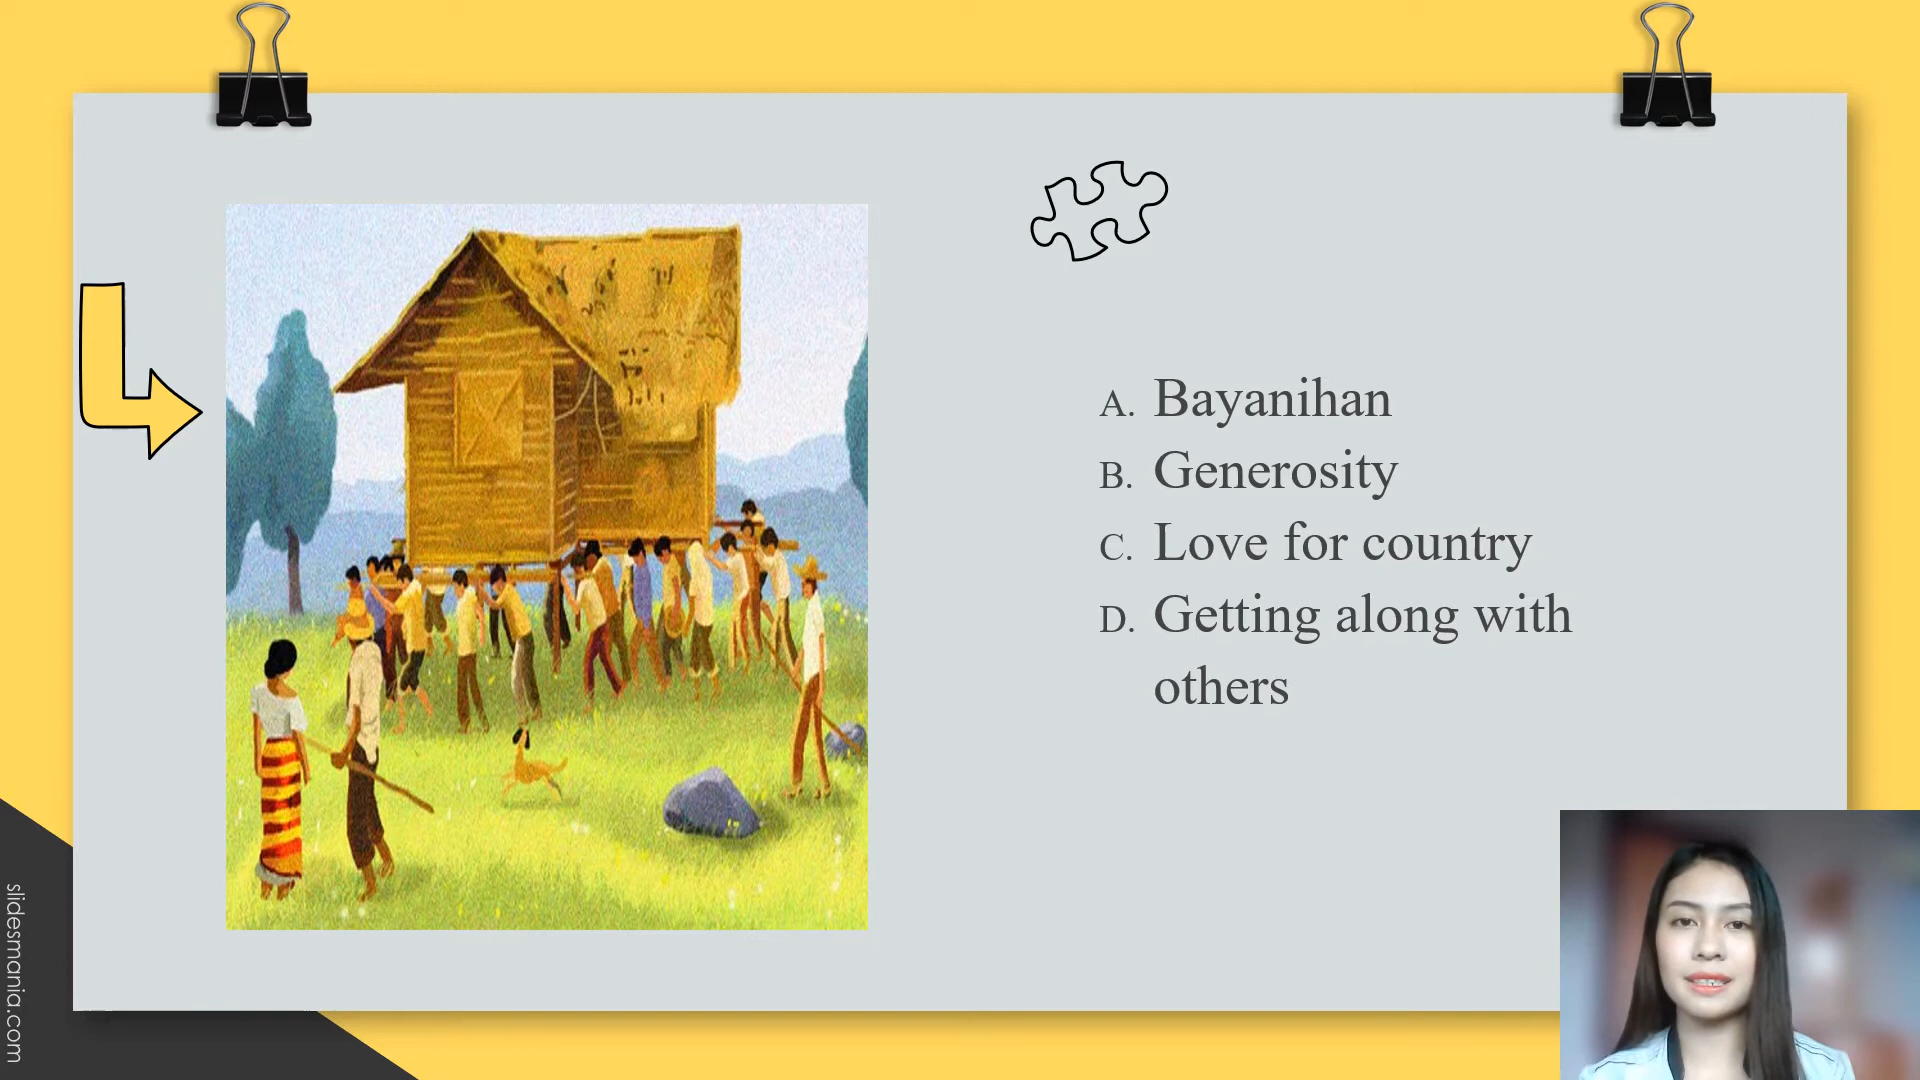 A. Bayanihan
B. Generosity
C. Love for country
D. Getting along with
others
slidesmania.com